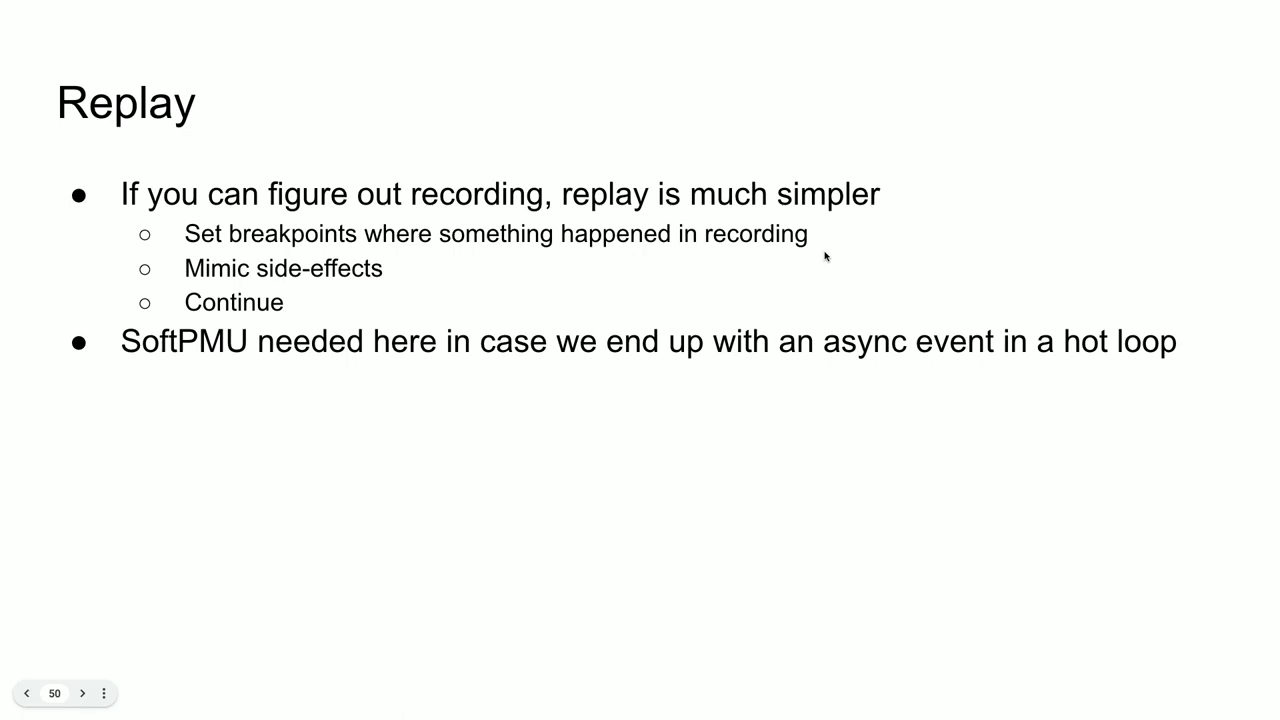 Replay
● If you can figure out recording, replay is much simpler
○ Set breakpoints where something happened in recording
○ Mimic side-effects
○ Continue
● SoftPMU needed here in case we end up with an async event in a hot loop
50